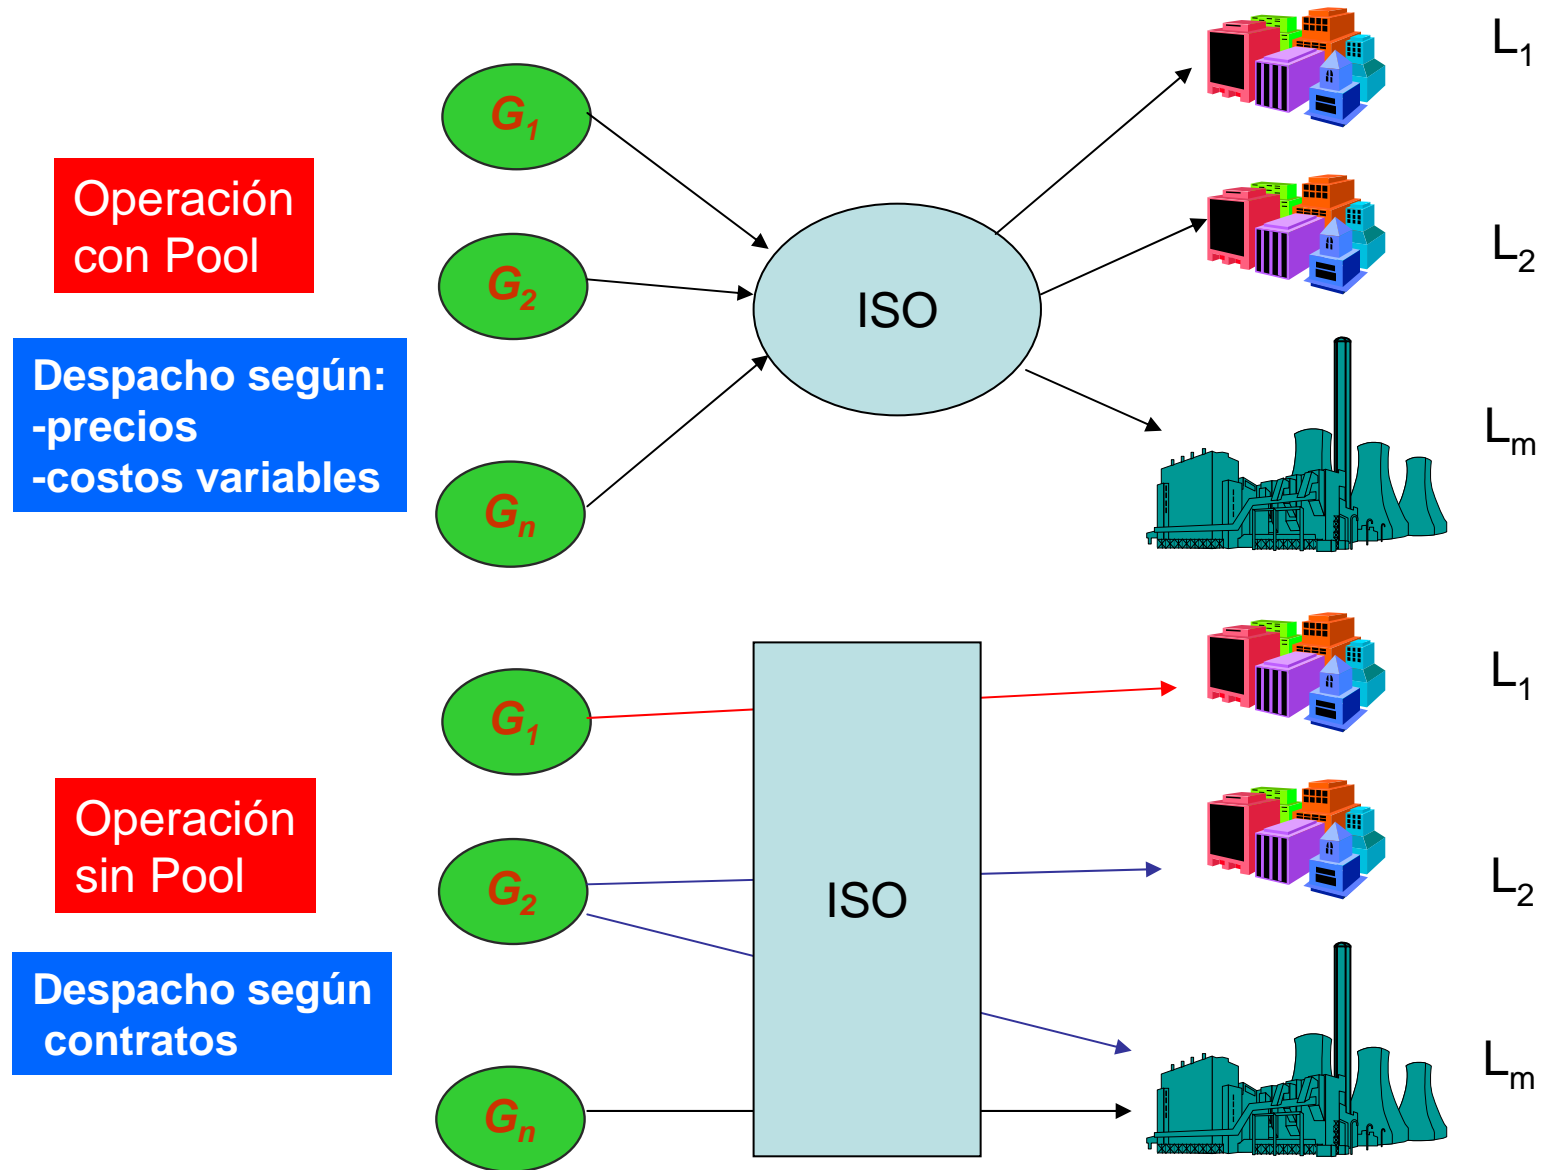 L1
G1
Operación
con Pool
G2
L2
ISO
Despacho según:
-precios
-costos variables
Lm
Gn
L1
G1
Operación
sin Pool
G2
ISO
L2
Despacho según
contratos
Lm
Gn